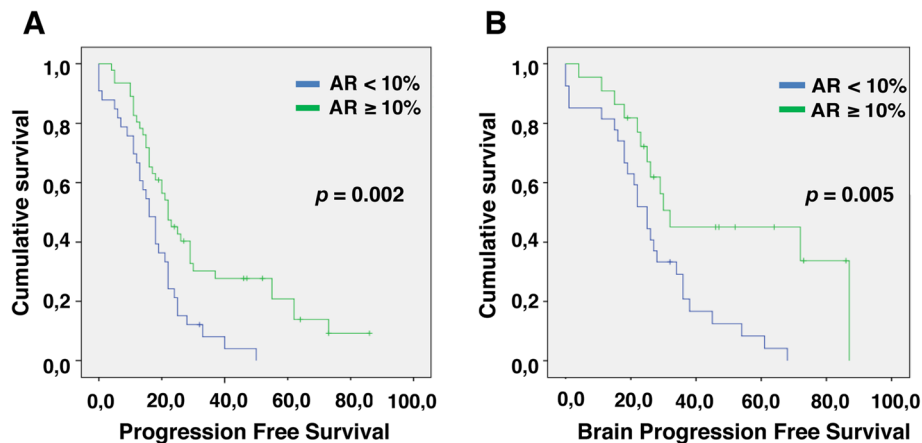 A
Cumulative survival
1,0
0,8
0,6
0,4
0,2
0,0
AR < 10%
AR ≥ 10%
p = 0.002
0,0 20,0 40,0 60,0 80,0 100,0
Progression Free Survival
B
Cumulative survival
1,0
0,8
0,6
0,4
0,2
0,0
AR < 10%
AR ≥ 10%
p = 0.005
0,0 20,0 40,0 60,0 80,0 100,0
Brain Progression Free Survival